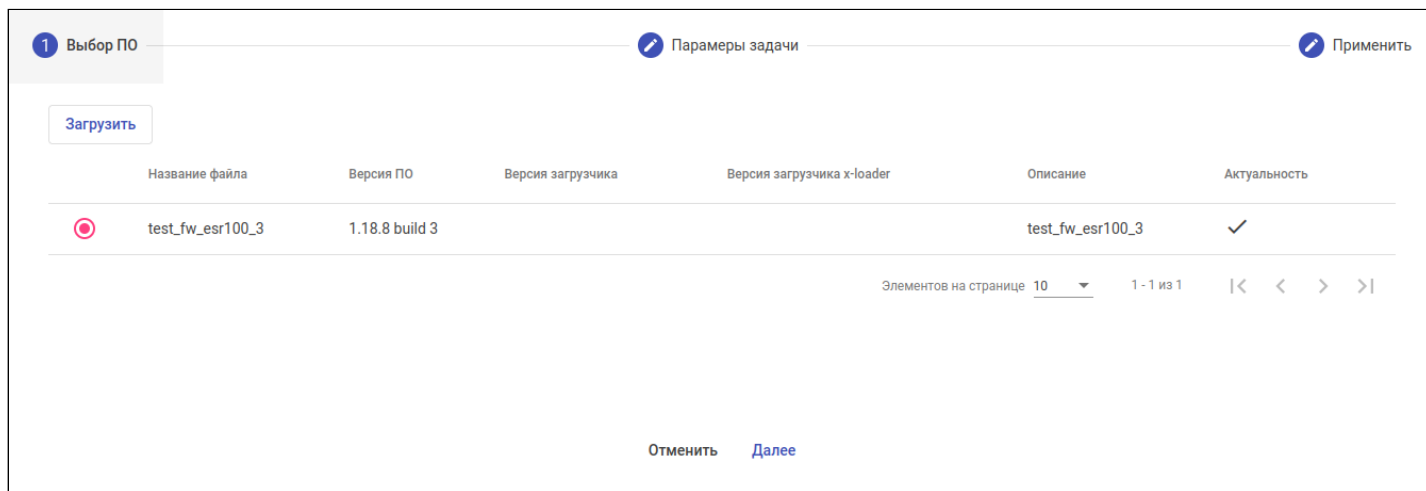 1 Выбор ПО Парамеры задачи Применить
Загрузить
Название файла Версия ПО Версия загрузчика Версия загрузчика x-loader Описание Актуальность
test_fw_esr100_3 1.18.8 build 3 test_fw_esr100_3
Элементов на странице 10 1 - 1 из 1
Отменить Далее